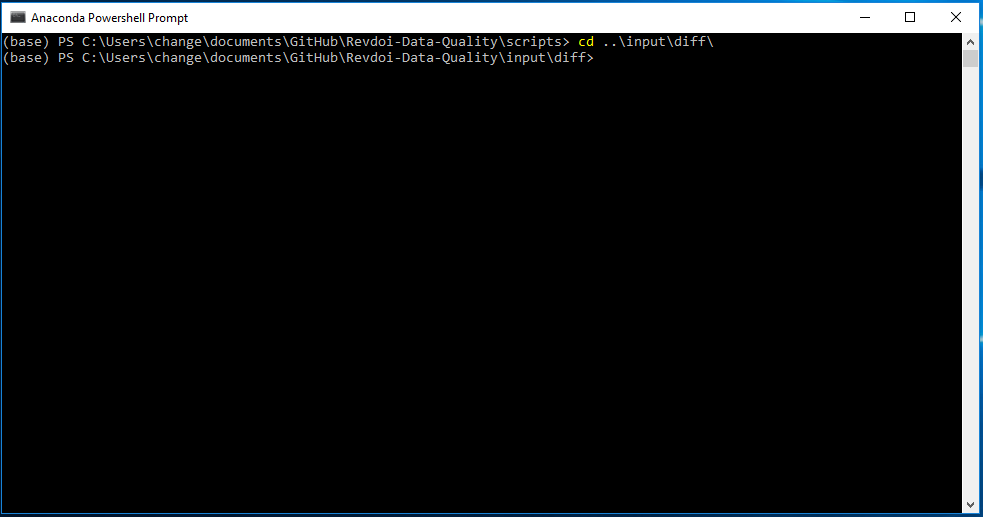 Anaconda Powershell Prompt
(base) PS C:\Users\change\documents\GitHub\Revdoi-Data-Quality\scripts> cd ..\input\diff\
(base) PS C:\Users\change\documents\GitHub\Revdoi-Data-Quality\input\diff>